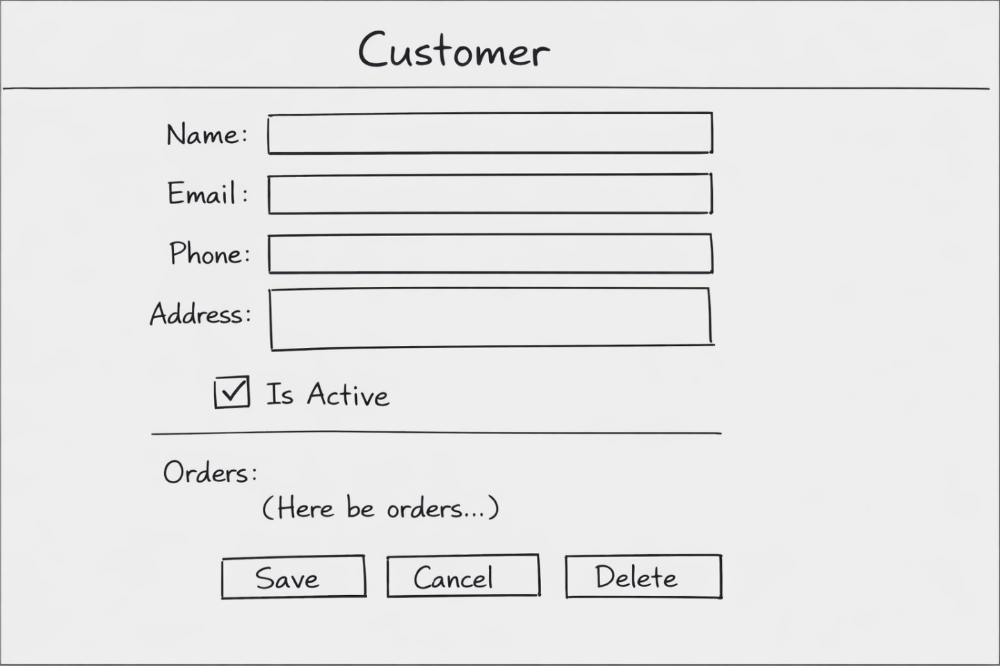 Customer
Name:
Email:
Phone:
Address:
Is Active
Orders:
(Here be orders...)
Save Cancel Delete